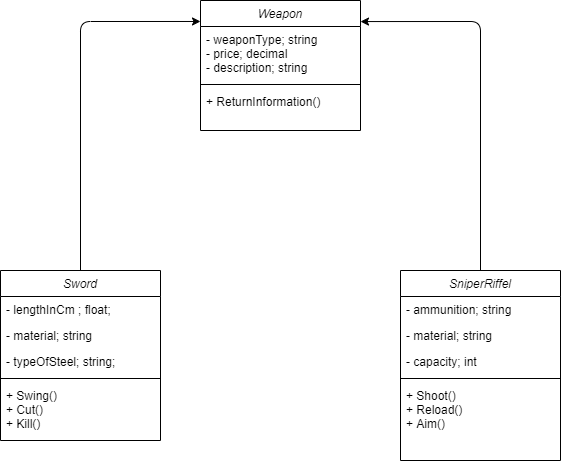 Weapon
- weaponType; string
- price; decimal
- description; string
+ ReturnInformation()
Sword
- lengthInCm ; float;
- material; string
- typeOfSteel; string;
+ Swing()
+ Cut()
+ Kill()
SniperRiffel
- ammunition; string
- material; string
- capacity; int
+ Shoot()
+ Reload()
+ Aim()